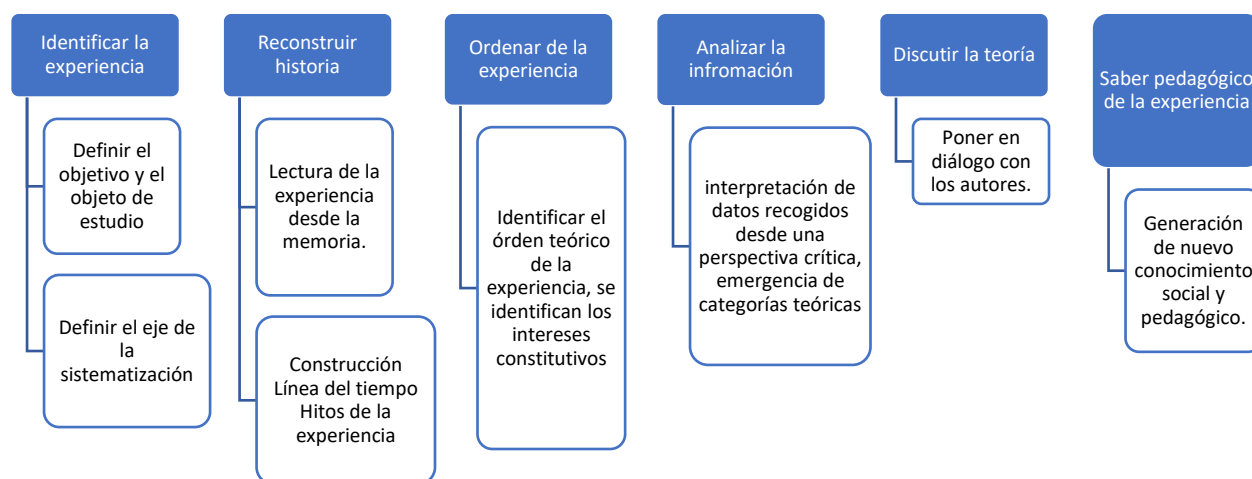 Identificar la
experiencia
Definir el
objetivo y el
objeto de
estudio
Definir el eje de
la
sistematización
Reconstruir
historia
Lectura de la
experiencia
desde la
memoria.
Construcción
Línea del tiempo
Hitos de la
experiencia
Ordenar de la
experiencia
Identificar el
órden teórico
de la
experiencia, se
identifican los
intereses
constitutivos
Analizar la
infromación
interpretación de
datos recogidos
desde una
perspectiva crítica,
emergencia de
categorías teóricas
Discutir la teoría
Poner en
diálogo con
los autores.
Saber pedagógico
de la experiencia
Generación
de nuevo
conocimiento
social y
pedagógico.